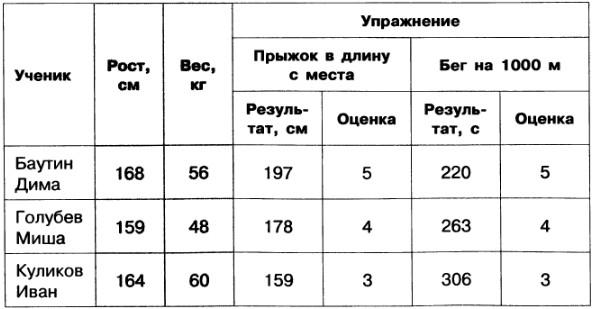 Ученик
Рост,
см
Вес,
кг
Упражнение
Прыжок в длину
с места
Бег на 1000 м
Резуль-
тат, см
Оценка
Резуль-
тат, с
Оценка
Баутин
Дима
168
56
197
5
220
5
Голубев
Миша
159
48
178
4
263
4
Куликов
Иван
164
60
159
3
306
3